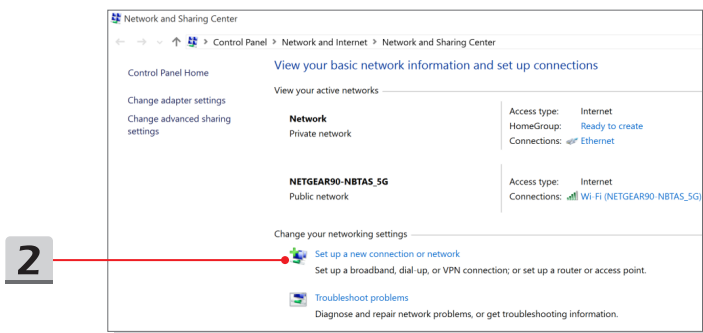 Network and Sharing Center
Control Panel > Network and Internet > Network and Sharing Center
Control Panel Home
Change adapter settings
Change advanced sharing
settings
View your basic network information and set up connections
View your active networks
Network
Private network
Access type: Internet
HomeGroup: Ready to create
Connections: Ethernet
NETGEAR90-NBTAS_5G
Public network
Access type: Internet
Connections: Wi-Fi (NETGEAR90-NBTAS_5G)
Change your networking settings
2
Set up a new connection or network
Set up a broadband, dial-up, or VPN connection; or set up a router or access point.
Troubleshoot problems
Diagnose and repair network problems, or get troubleshooting information.